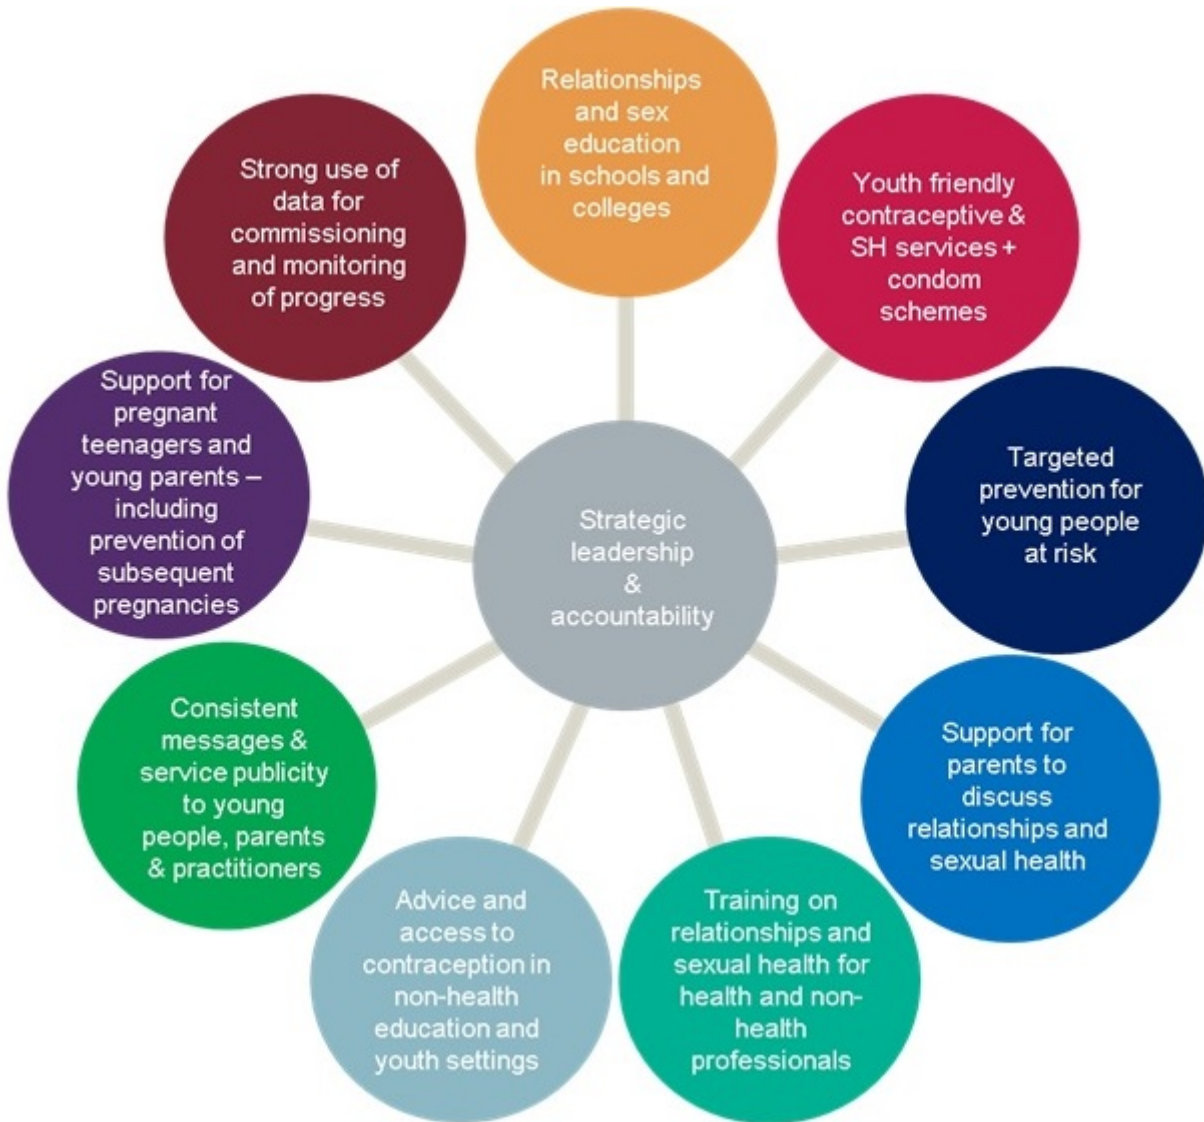 Relationships
and sex
education
in schools and
colleges
Youth friendly
contraceptive &
SH services +
condom
schemes
Targeted
prevention for
young people
at risk
Support for
parents to
discuss
relationships and
sexual health
Training on
relationships and
sexual health for
health and non-
health
professionals
Advice and
access to
contraception in
non-health
education and
youth settings
Consistent
messages &
service publicity
to young
people, parents
& practitioners
Support for
pregnant
teenagers and
young parents –
including
prevention of
subsequent
pregnancies
Strong use of
data for
commissioning
and monitoring
of progress
Strategic
leadership
&
accountability